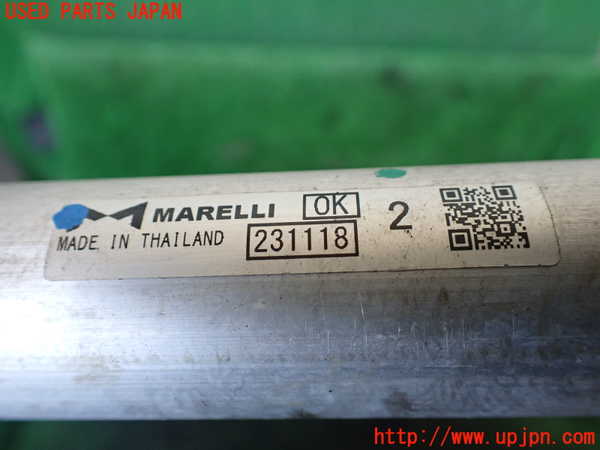 USED PARTS JAPAN
MARELLI OK 2
MADE IN THAILAND 231118
http://www.upjpn.com/